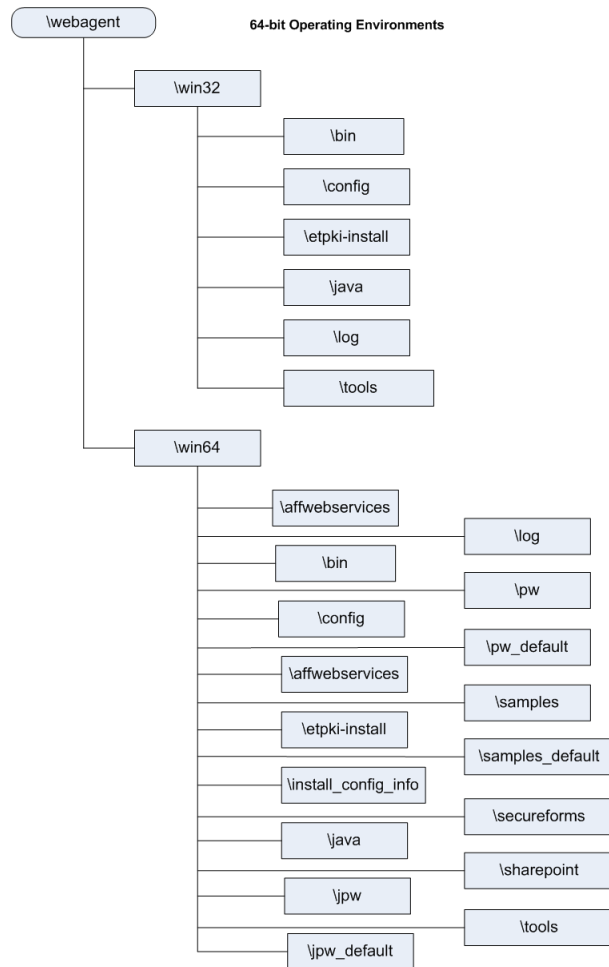 \webagent
64-bit Operating Environments
\win32
\bin
\config
\etpki-install
\java
\log
\tools
\win64
\affwebservices
\log
\bin
\pw
\config
\pw_default
\affwebservices
\samples
\etpki-install
\samples_default
\install_config_info
\secureforms
\java
\sharepoint
\jpw
\tools
\jpw_default